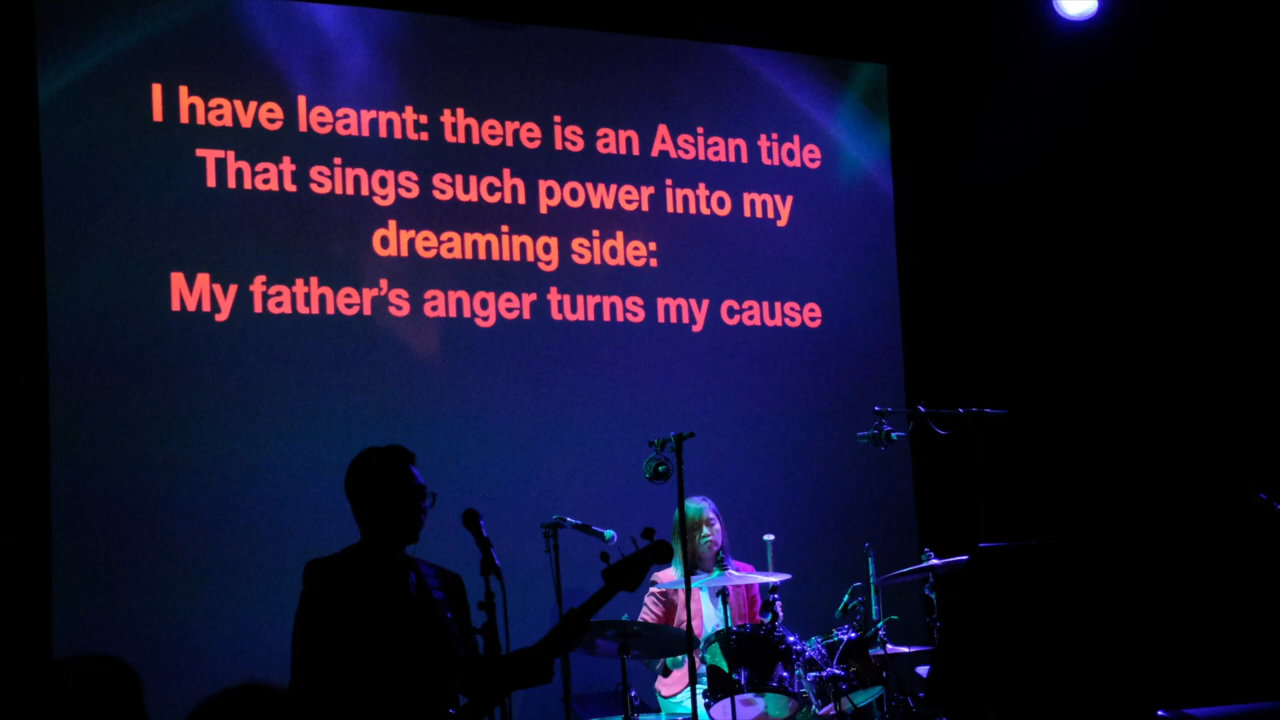 I have learnt: there is an Asian tide
That sings such power into my
dreaming side:
My father’s anger turns my cause